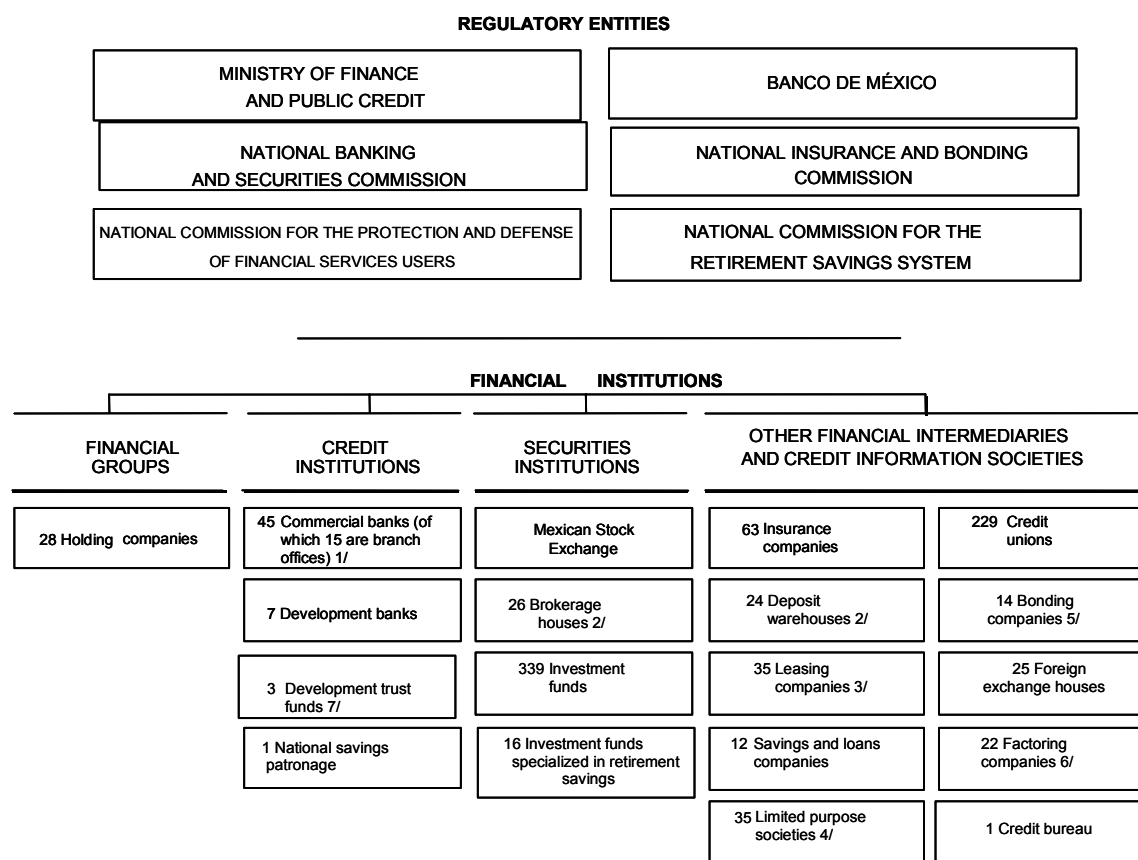 REGULATORY ENTITIES
MINISTRY OF FINANCE
AND PUBLIC CREDIT
BANCO DE MÉXICO
NATIONAL BANKING
AND SECURITIES COMMISSION
NATIONAL INSURANCE AND BONDING
COMMISSION
NATIONAL COMMISSION FOR THE PROTECTION AND DEFENSE
OF FINANCIAL SERVICES USERS
NATIONAL COMMISSION FOR THE
RETIREMENT SAVINGS SYSTEM
FINANCIAL INSTITUTIONS
FINANCIAL
GROUPS
28 Holding companies
CREDIT
INSTITUTIONS
45 Commercial banks (of
which 15 are branch
offices) 1/
7 Development banks
3 Development trust
funds 7/
1 National savings
patronage
SECURITIES
INSTITUTIONS
Mexican Stock
Exchange
26 Brokerage
houses 2/
339 Investment
funds
16 Investment funds
specialized in retirement
savings
OTHER FINANCIAL INTERMEDIARIES
AND CREDIT INFORMATION SOCIETIES
63 Insurance
companies
229 Credit
unions
24 Deposit
warehouses 2/
14 Bonding
companies 5/
35 Leasing
companies 3/
25 Foreign
exchange houses
12 Savings and loans
companies
22 Factoring
companies 6/
35 Limited purpose
societies 4/
1 Credit bureau